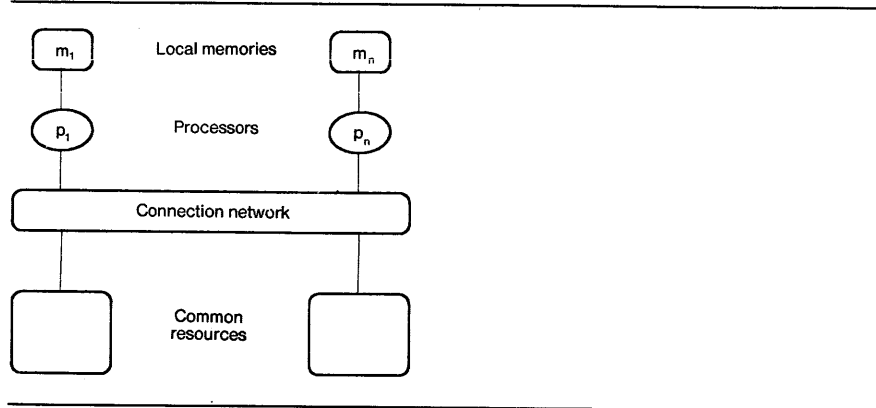 m1 Local memories mn
p1 Processors pn
Connection network
Common
resources